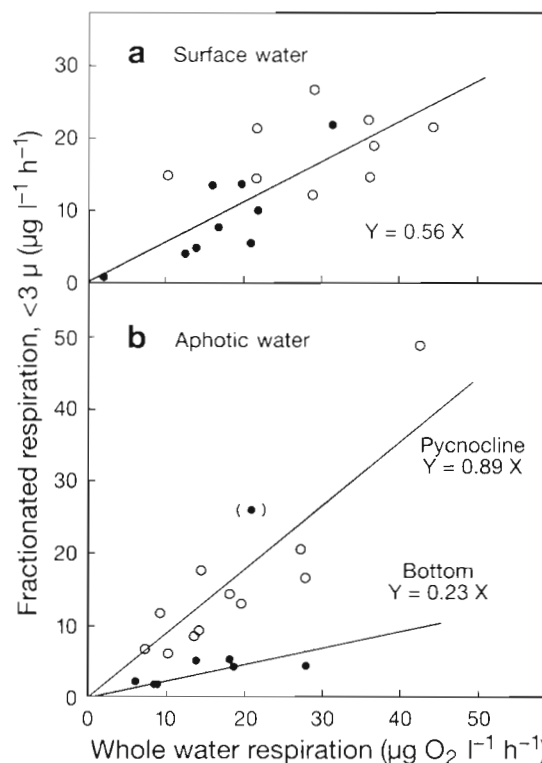 Fractionated respiration, <3 µ (µg l⁻¹ h⁻¹)
a Surface water
30
20
10
0
Y = 0.56 X
b Aphotic water
50
40
30
20
10
0
Pycnocline
Y = 0.89 X
( )
Bottom
Y = 0.23 X
0 10 20 30 40 50
Whole water respiration (µg O₂ l⁻¹ h⁻¹)